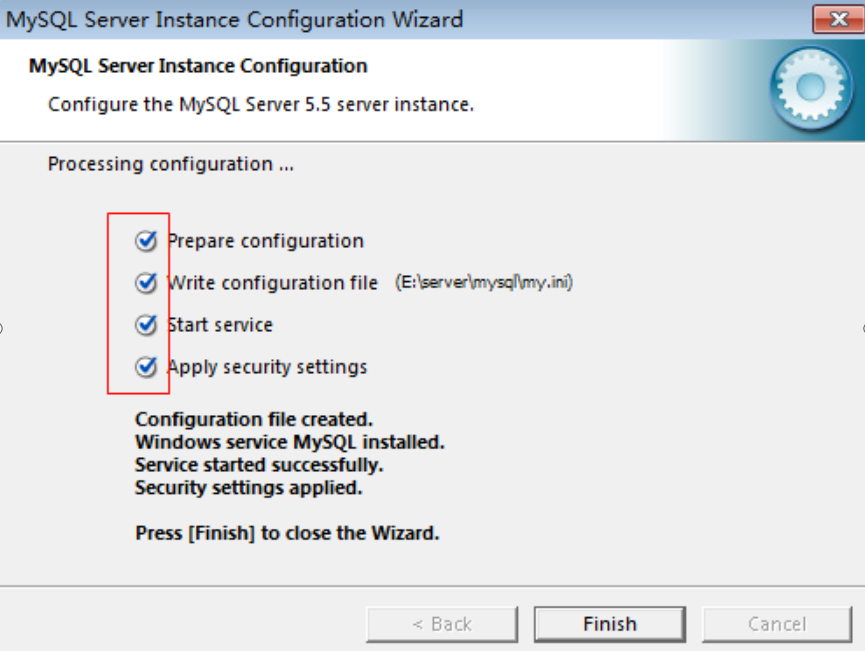 MySQL Server Instance Configuration Wizard
MySQL Server Instance Configuration
Configure the MySQL Server 5.5 server instance.
Processing configuration ...
Prepare configuration
Write configuration file (E:\server\mysql\my.ini)
Start service
Apply security settings
Configuration file created.
Windows service MySQL installed.
Service started successfully.
Security settings applied.
Press [Finish] to close the Wizard.
< Back Finish Cancel